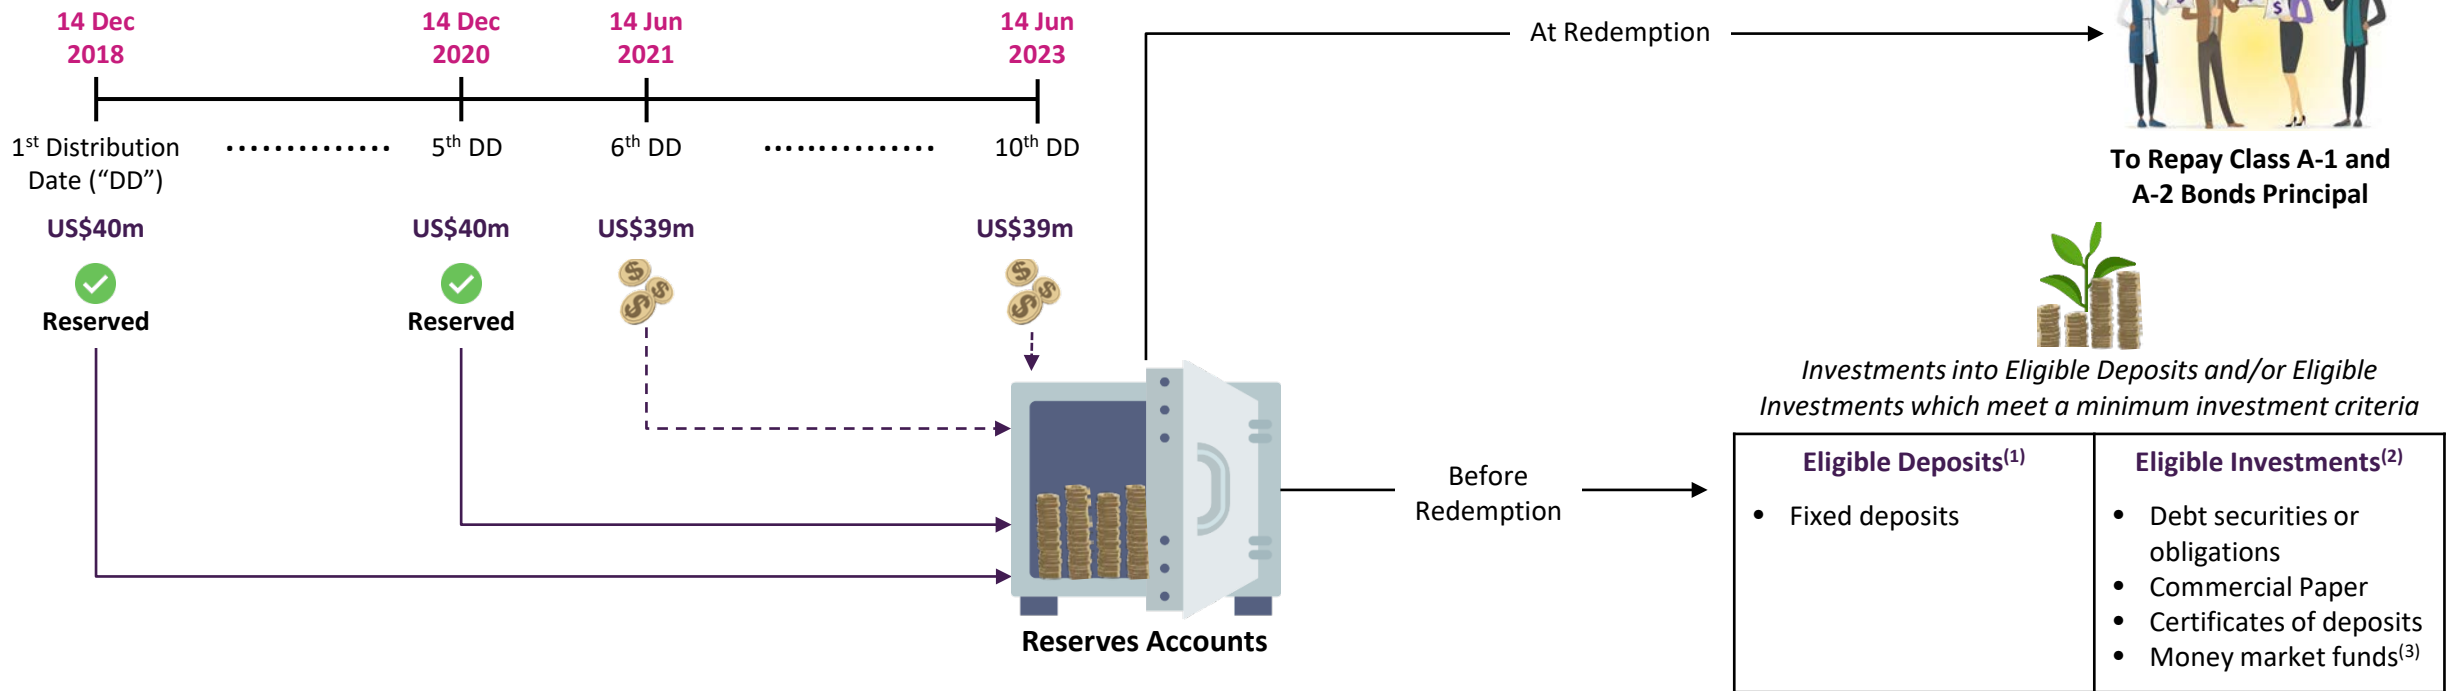 14 Dec
2018
14 Dec
2020
14 Jun
2021
14 Jun
2023
1st Distribution
Date (“DD”)
..............
5th DD
6th DD
..............
10th DD
US$40m
US$40m
US$39m
US$39m
Reserved
Reserved
Reserves Accounts
At Redemption
To Repay Class A-1 and
A-2 Bonds Principal
Before
Redemption
Investments into Eligible Deposits and/or Eligible
Investments which meet a minimum investment criteria
Eligible Deposits(1)
• Fixed deposits
Eligible Investments(2)
• Debt securities or
obligations
• Commercial Paper
• Certificates of deposits
• Money market funds(3)